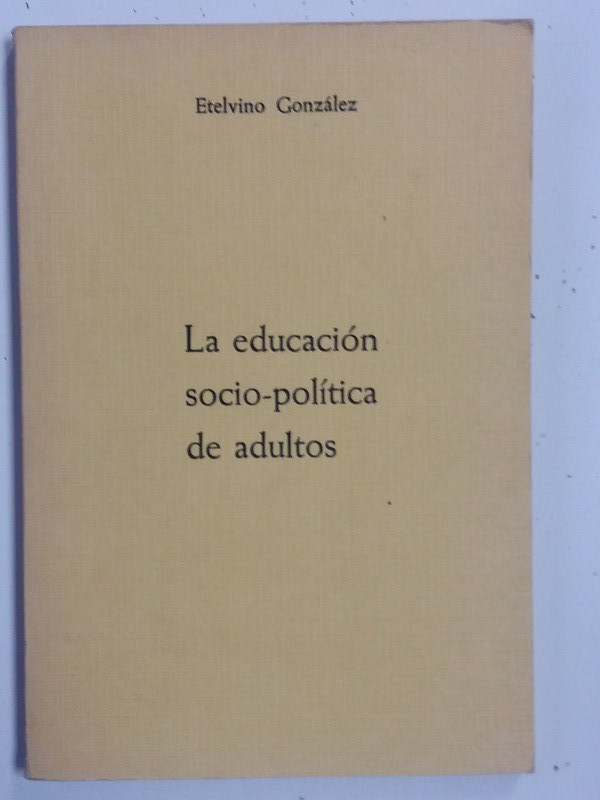 Etelvino González
La educación
socio-política
de adultos